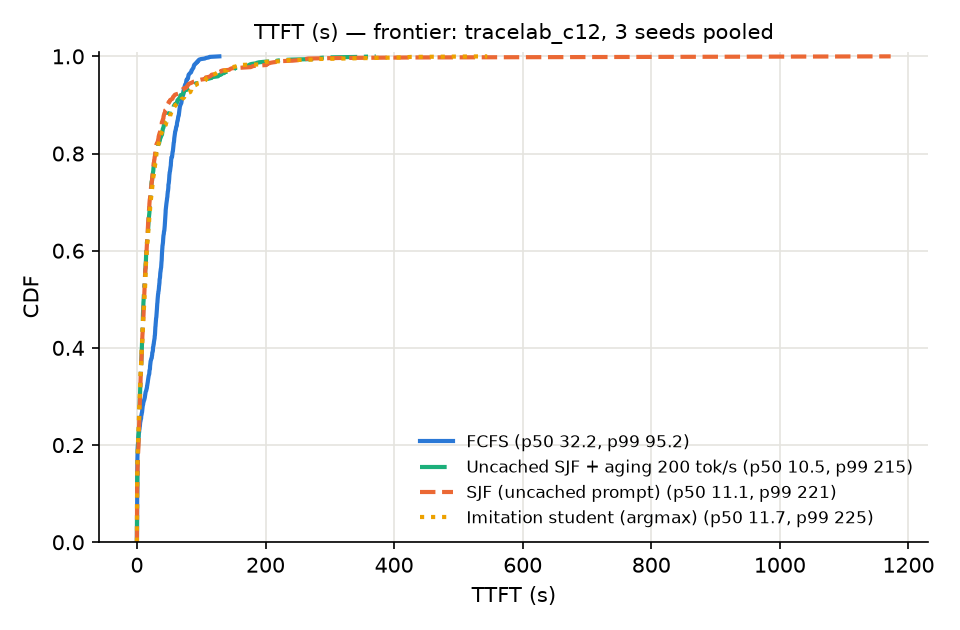 TTFT (s) — frontier: tracelab_c12, 3 seeds pooled
1.0
0.8
0.6
0.4
0.2
0.0
CDF
FCFS (p50 32.2, p99 95.2)
Uncached SJF + aging 200 tok/s (p50 10.5, p99 215)
SJF (uncached prompt) (p50 11.1, p99 221)
Imitation student (argmax) (p50 11.7, p99 225)
0 200 400 600 800 1000 1200
TTFT (s)